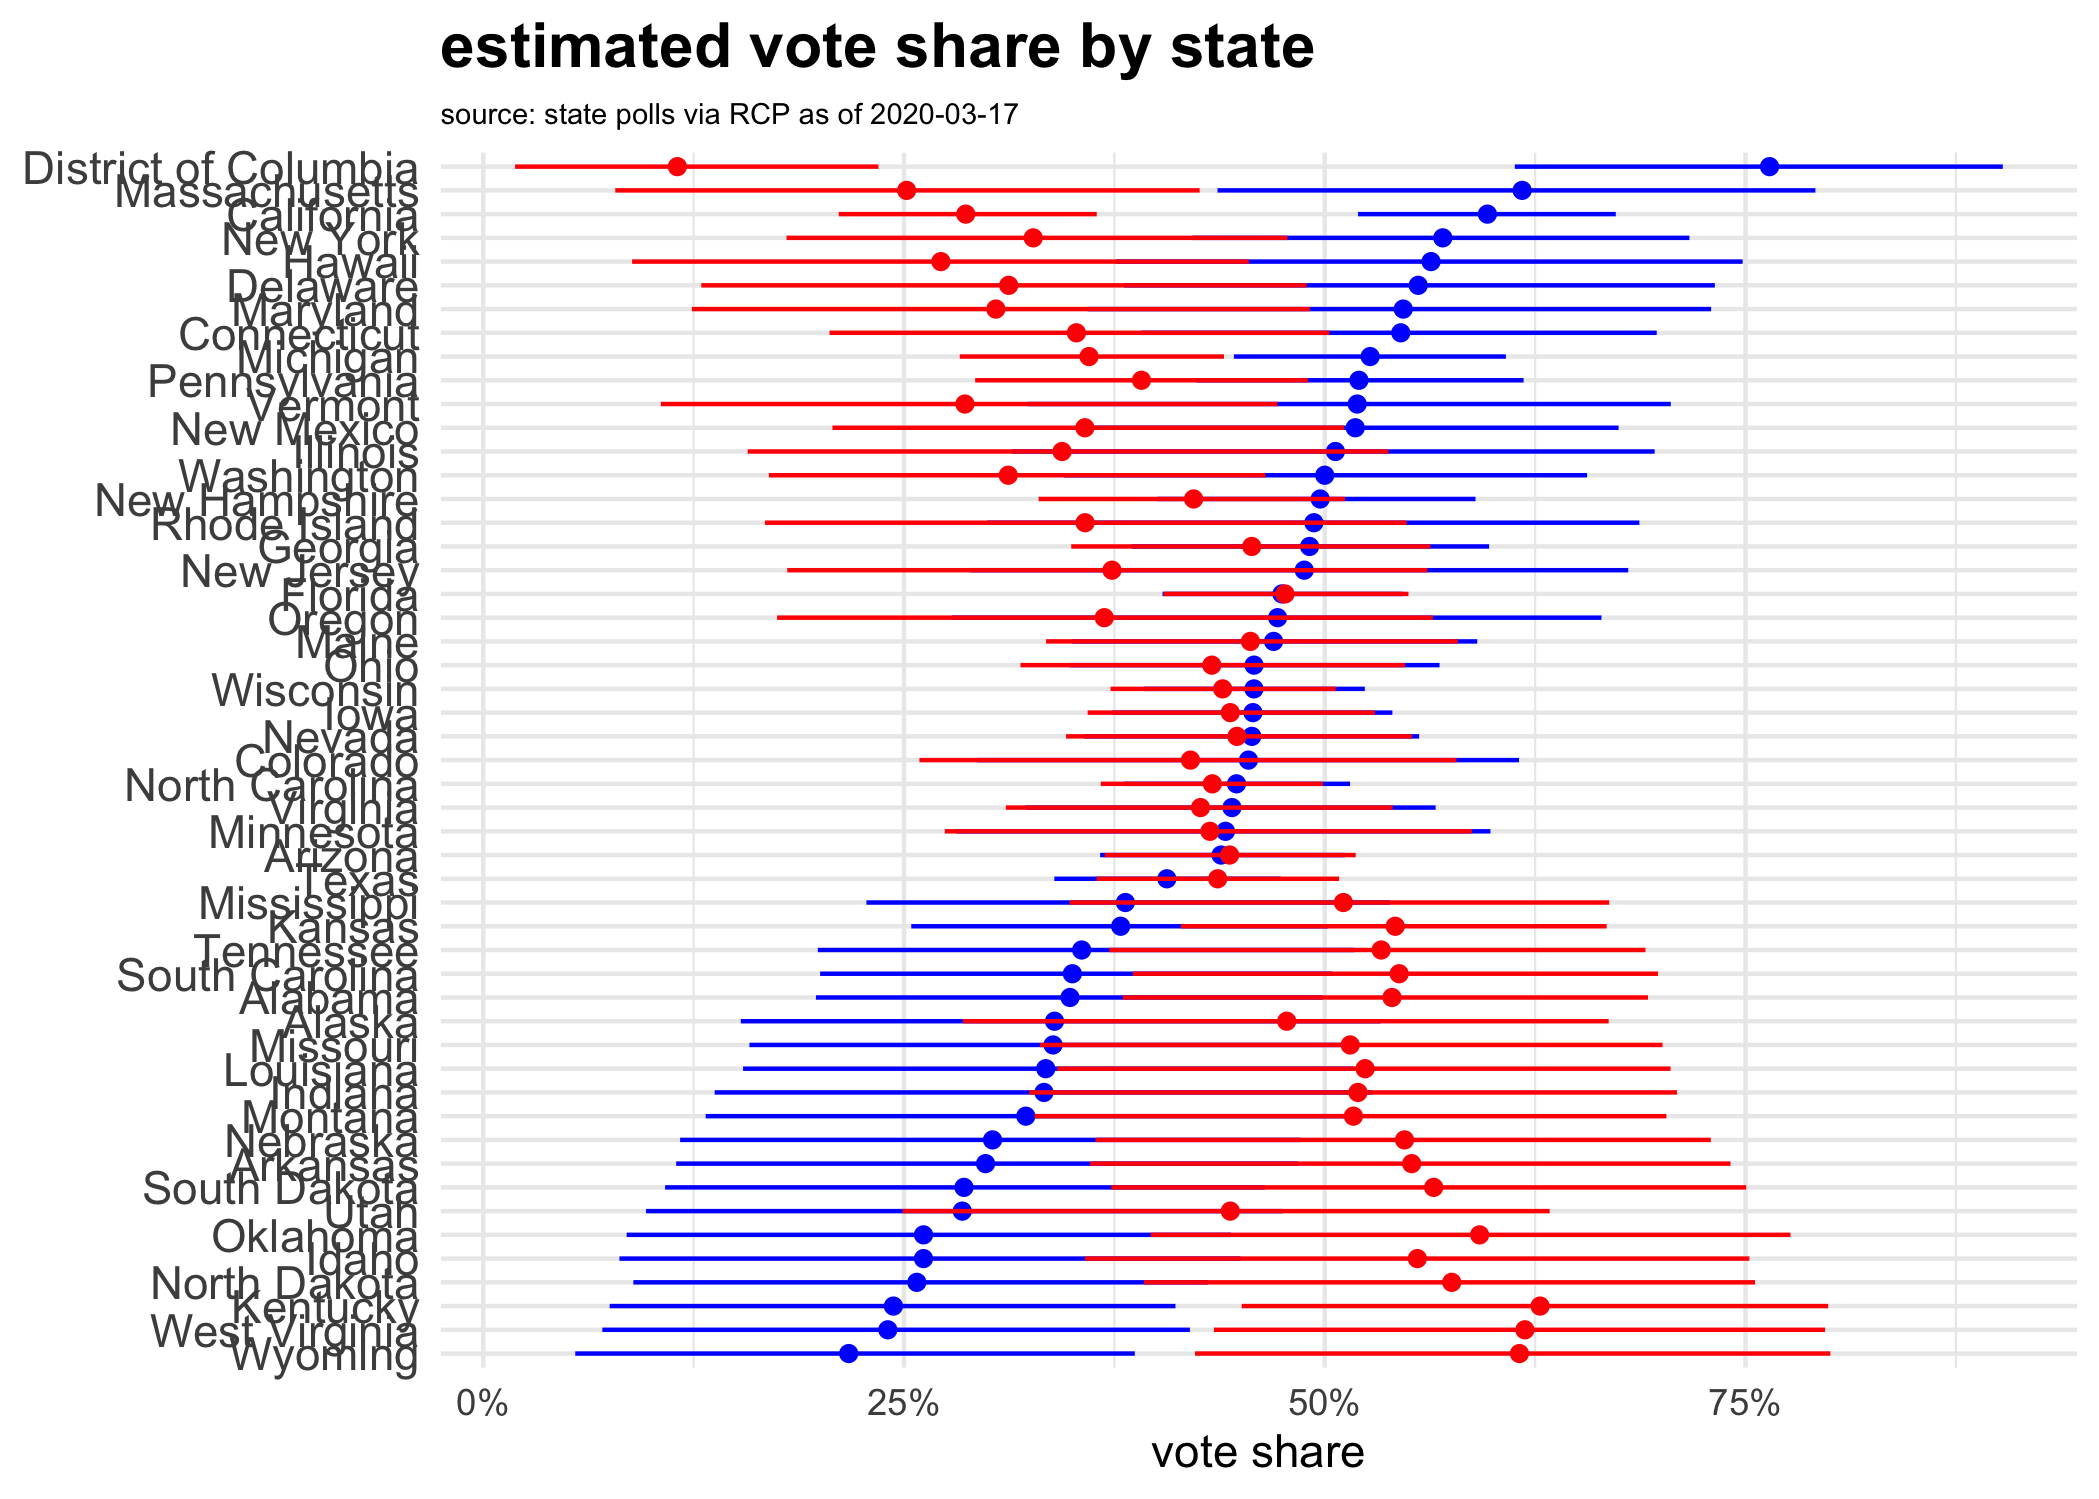 estimated vote share by state
source: state polls via RCP as of 2020-03-17
District of Columbia
Massachusetts
California
New York
Hawaii
Delaware
Maryland
Connecticut
Michigan
Pennsylvania
Vermont
New Mexico
Illinois
Washington
New Hampshire
Rhode Island
Georgia
New Jersey
Florida
Oregon
Maine
Ohio
Wisconsin
Iowa
Nevada
Colorado
North Carolina
Virginia
Minnesota
Arizona
Texas
Mississippi
Kansas
Tennessee
South Carolina
Alabama
Alaska
Missouri
Louisiana
Indiana
Montana
Nebraska
Arkansas
South Dakota
Utah
Oklahoma
Idaho
North Dakota
Kentucky
West Virginia
Wyoming
0% 25% 50% 75%
vote share